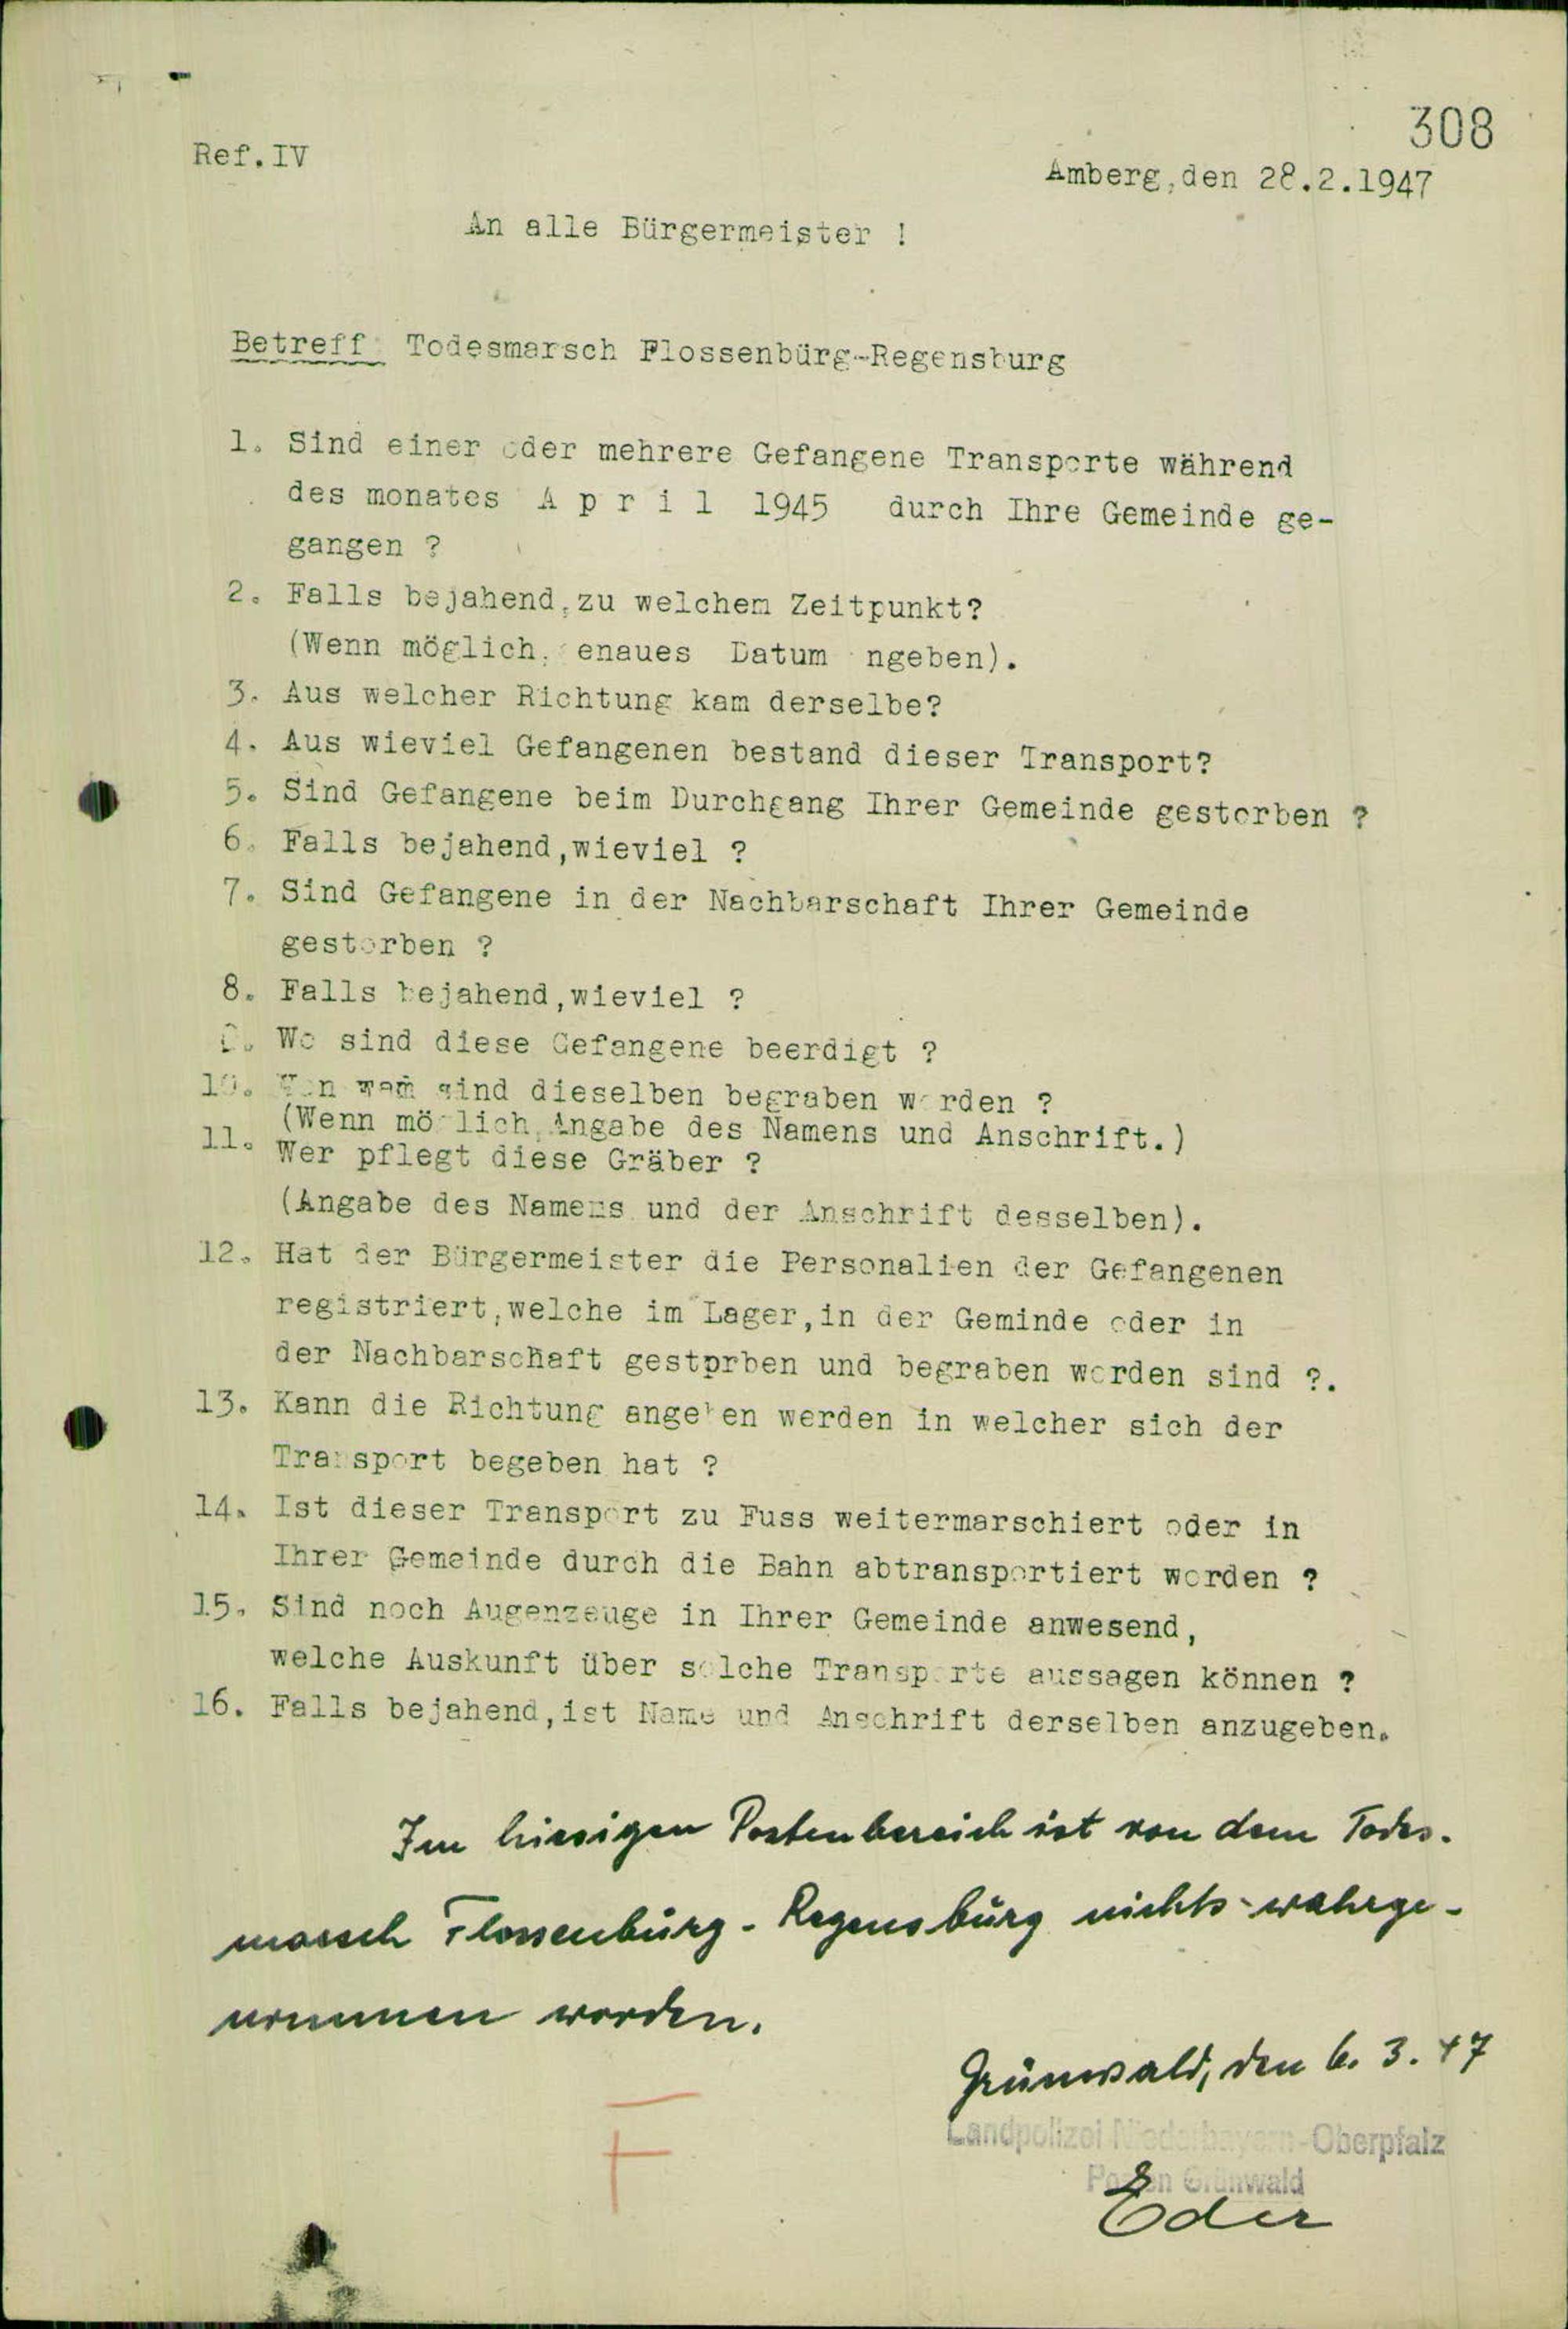 308
Ref.IV
Amberg,den 28.2.1947
An alle Bürgermeister !
Betreff: Todesmarsch Flossenbürg-Regensburg
1. Sind einer oder mehrere Gefangene Transporte während
des monates A p r i l 1945 durch Ihre Gemeinde ge-
gangen ?
2. Falls bejahend,zu welchem Zeitpunkt?
(Wenn möglich, enaues Datum ngeben).
3. Aus welcher Richtung kam derselbe?
4. Aus wieviel Gefangenen bestand dieser Transport?
5. Sind Gefangene beim Durchgang Ihrer Gemeinde gestorben ?
6. Falls bejahend,wieviel ?
7. Sind Gefangene in der Nachbarschaft Ihrer Gemeinde
gestorben ?
8. Falls bejahend,wieviel ?
9. Wo sind diese Gefangene beerdigt ?
10. Von wem sind dieselben begraben worden ?
(Wenn möglich,Angabe des Namens und Anschrift.)
11. Wer pflegt diese Gräber ?
(Angabe des Namens und der Anschrift desselben).
12. Hat der Bürgermeister die Personalien der Gefangenen
registriert,welche im Lager,in der Geminde oder in
der Nachbarschaft gestprben und begraben worden sind ?.
13. Kann die Richtung angeben werden in welcher sich der
Transport begeben hat ?
14. Ist dieser Transport zu Fuss weitermarschiert oder in
Ihrer Gemeinde durch die Bahn abtransportiert worden ?
15. Sind noch Augenzeuge in Ihrer Gemeinde anwesend,
welche Auskunft über solche Transporte aussagen können ?
16. Falls bejahend,ist Name und Anschrift derselben anzugeben.
Im hiesigen Postenbereich ist von dem Todes-
marsch Flossenbürg - Regensburg nichts wahrge-
nommen worden.
Grünwald, den 6. 3. 47
Landpolizei Niederbayern-Oberpfalz
Posten Grünwald
Eder